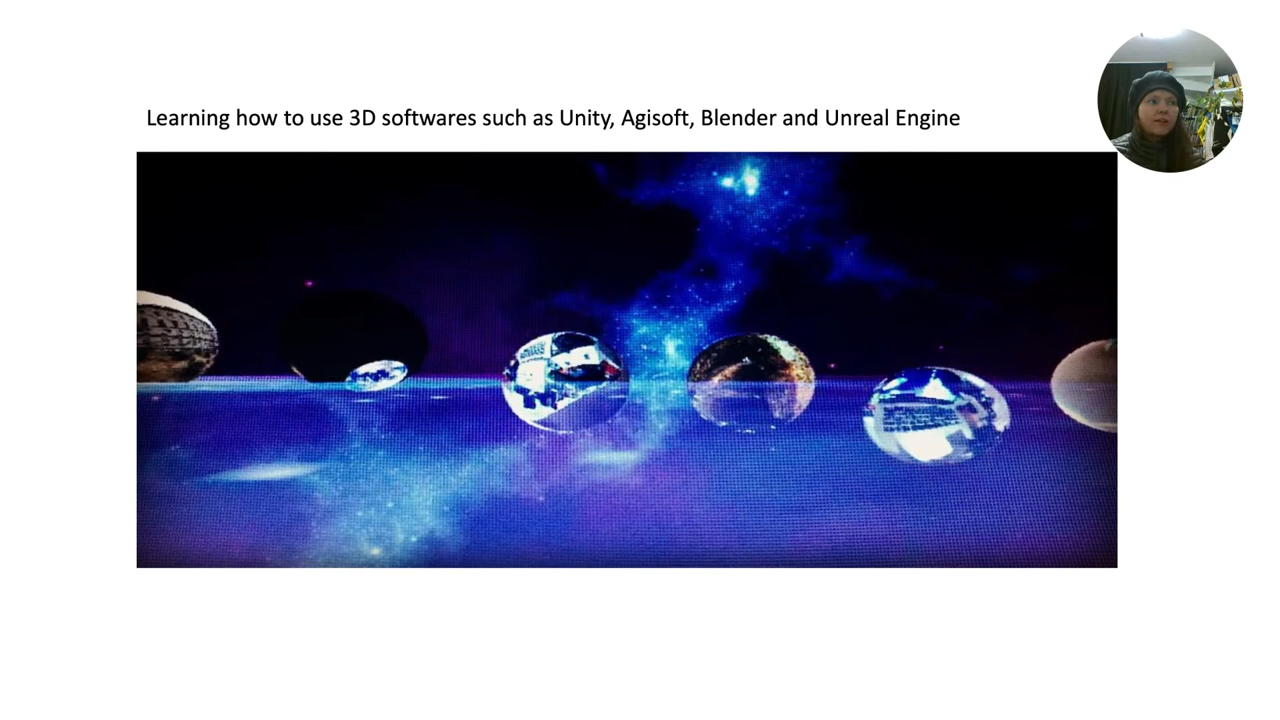 Learning how to use 3D softwares such as Unity, Agisoft, Blender and Unreal Engine